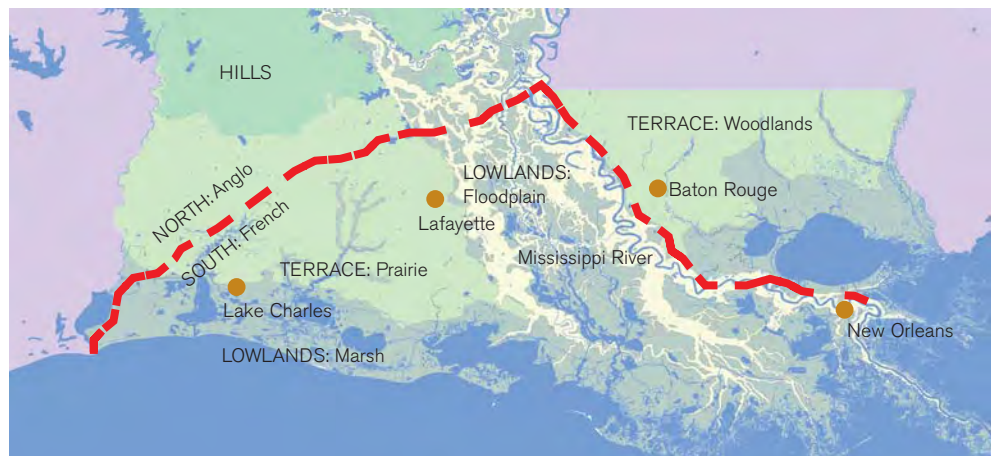 HILLS
TERRACE: Woodlands
NORTH: Anglo
SOUTH: French
LOWLANDS:
Floodplain
Baton Rouge
Lafayette
Mississippi River
TERRACE: Prairie
Lake Charles
New Orleans
LOWLANDS: Marsh